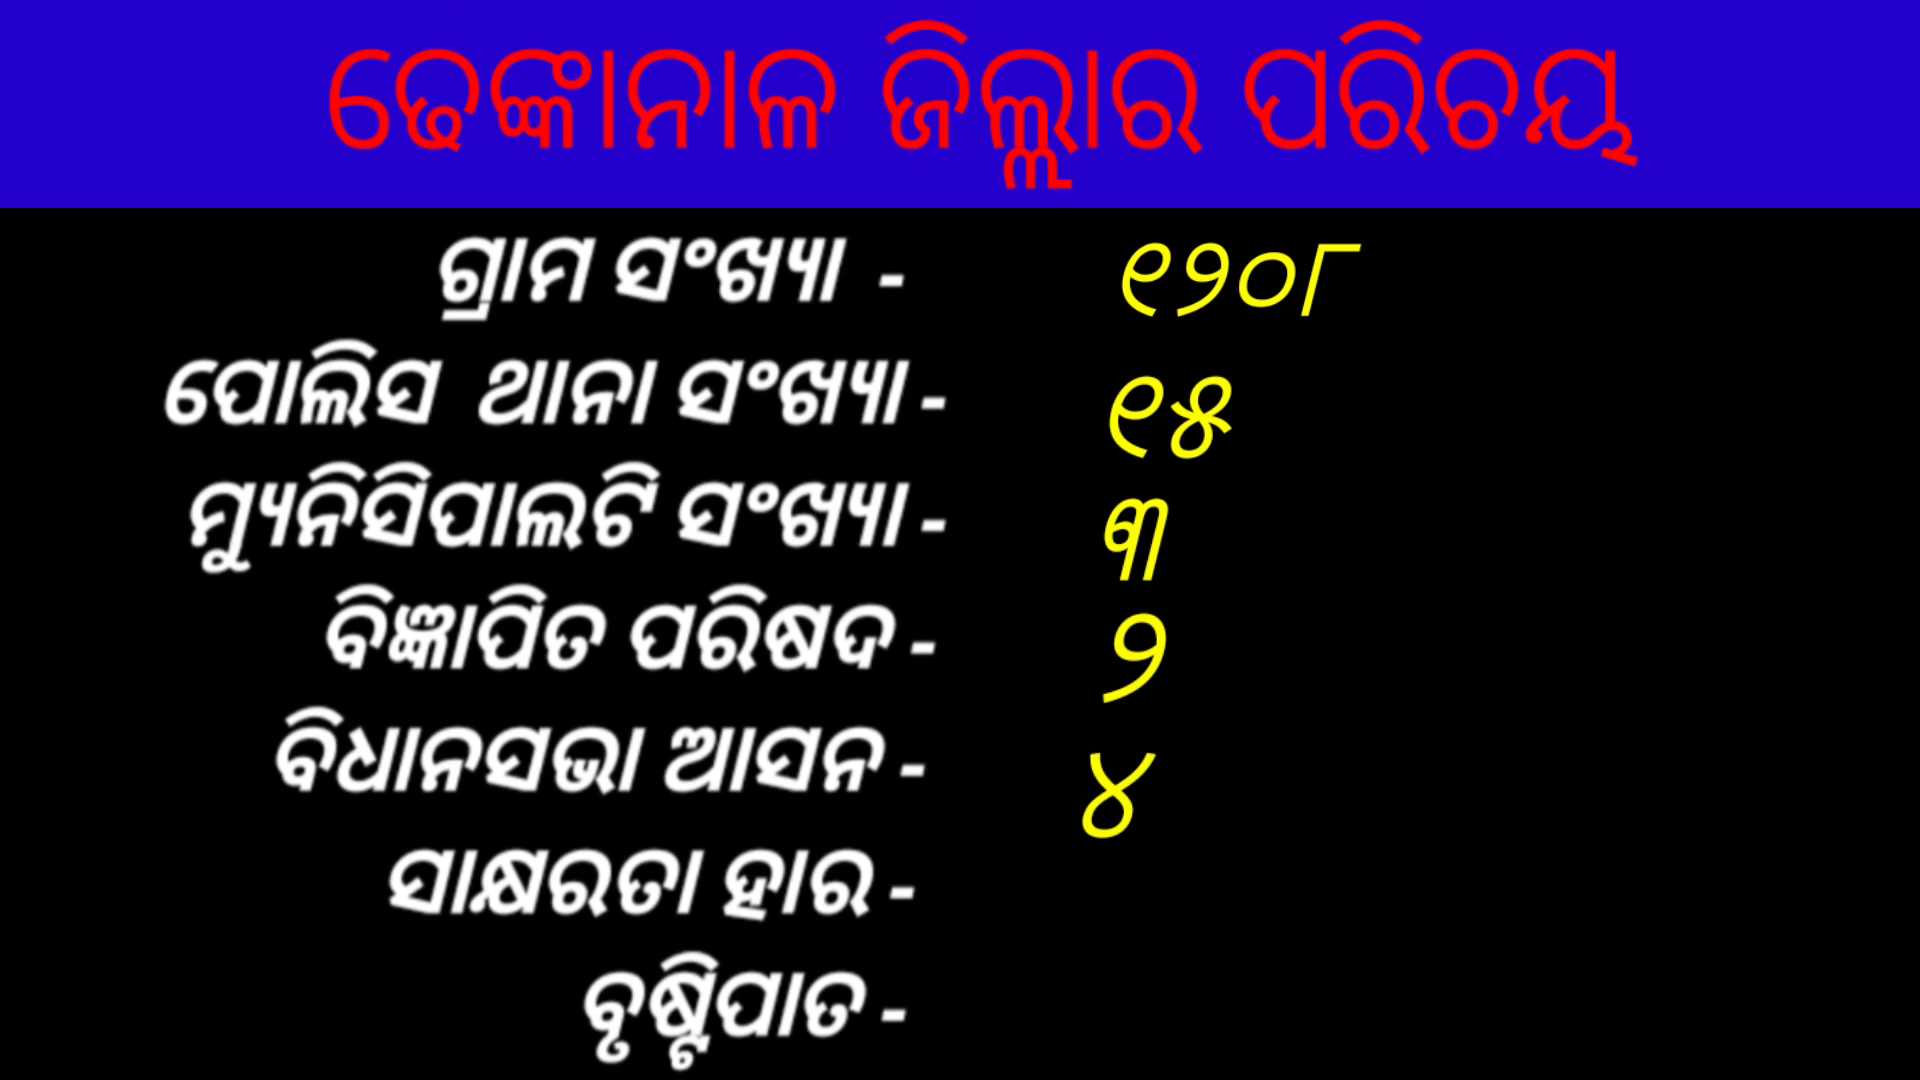 ଢେଙ୍କାନାଳ ଜିଲ୍ଲାର ପରିଚୟ
ଗ୍ରାମ ସଂଖ୍ୟା - ୧୨୦୮
ପୋଲିସ ଥାନା ସଂଖ୍ୟା - ୧୫
ମ୍ୟୁନିସିପାଲଟି ସଂଖ୍ୟା - ୩
ବିଜ୍ଞାପିତ ପରିଷଦ - ୨
ବିଧାନସଭା ଆସନ - ୪
ସାକ୍ଷରତା ହାର -
ବୃଷ୍ଟିପାତ -